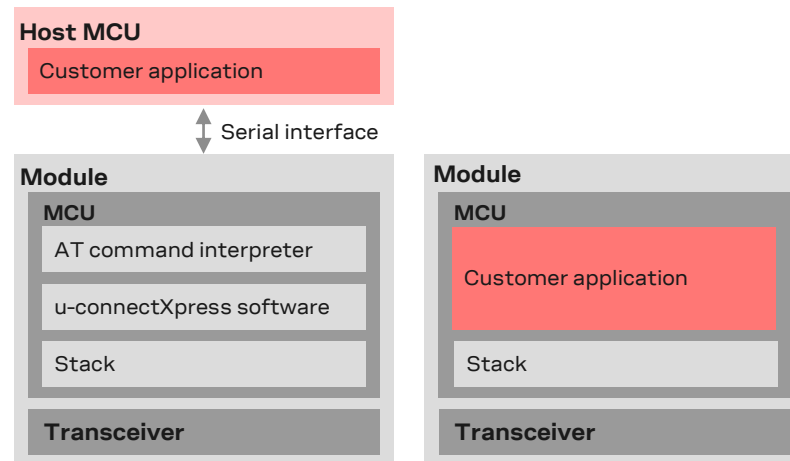 Host MCU
Customer application
Serial interface
Module
MCU
AT command interpreter
u-connectXpress software
Stack
Transceiver
Module
MCU
Customer application
Stack
Transceiver